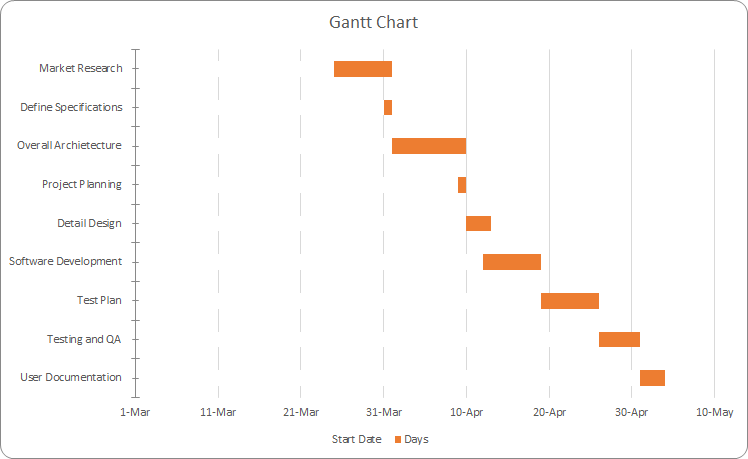 Gantt Chart
Market Research
Define Specifications
Overall Archietecture
Project Planning
Detail Design
Software Development
Test Plan
Testing and QA
User Documentation
1-Mar 11-Mar 21-Mar 31-Mar 10-Apr 20-Apr 30-Apr 10-May
Start Date Days